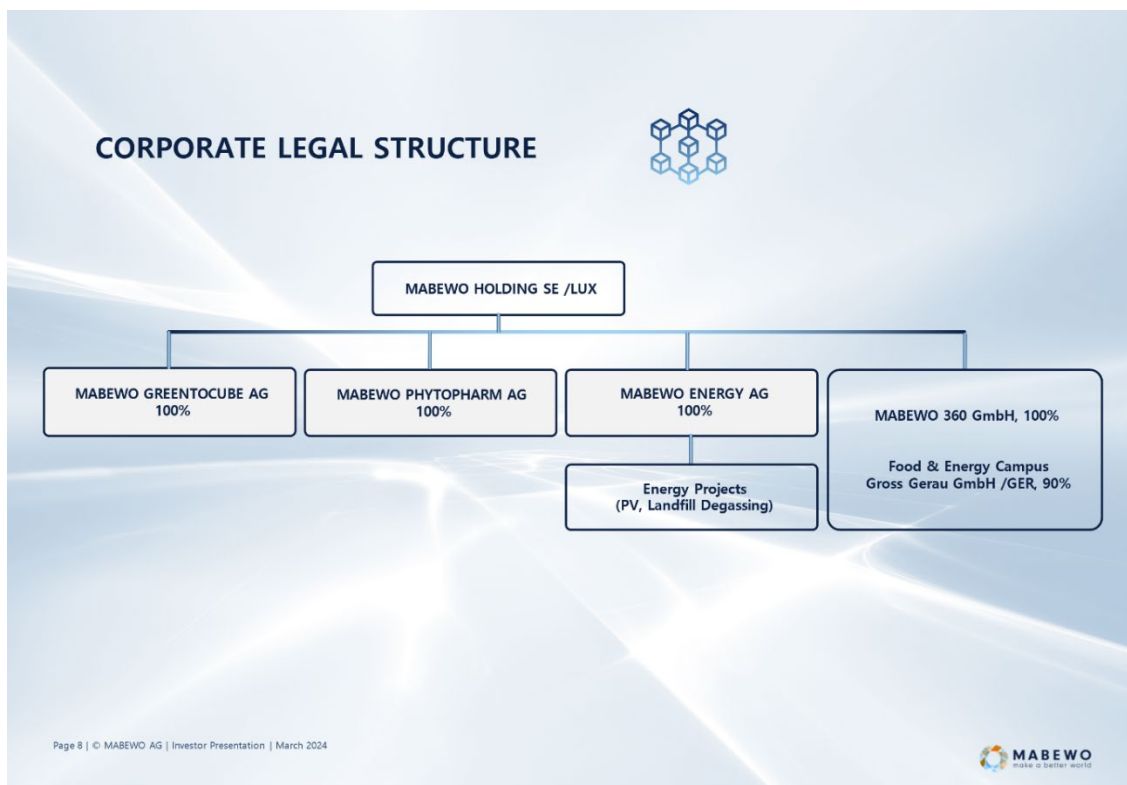 CORPORATE LEGAL STRUCTURE
MABEWO HOLDING SE /LUX
MABEWO GREENTOCUBE AG
100%
MABEWO PHYTOPHARM AG
100%
MABEWO ENERGY AG
100%
Energy Projects
(PV, Landfill Degassing)
MABEWO 360 GmbH, 100%
Food & Energy Campus
Gross Gerau GmbH /GER, 90%
Page 8 | © MABEWO AG | Investor Presentation | March 2024
MABEWO
make a better world